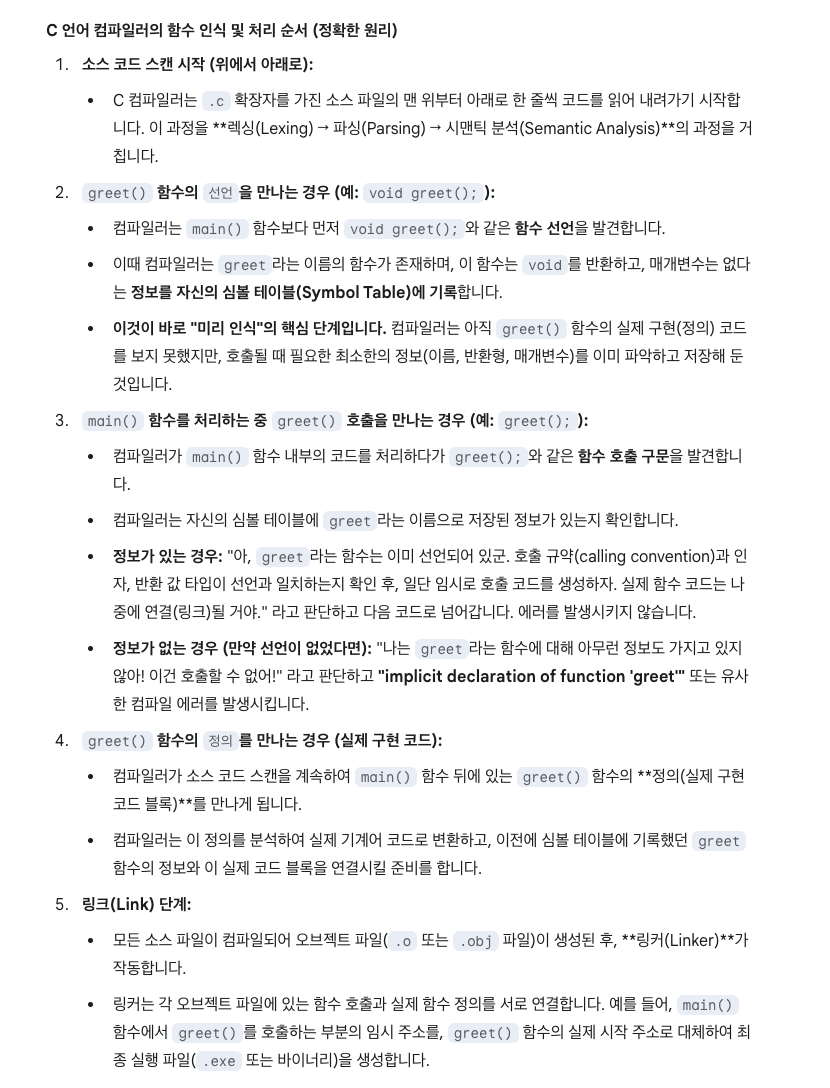 C 언어 컴파일러의 함수 인식 및 처리 순서 (정확한 원리)
1. 소스 코드 스캔 시작 (위에서 아래로):
• C 컴파일러는 .c 확장자를 가진 소스 파일의 맨 위부터 아래로 한 줄씩 코드를 읽어 내려가기 시작합
니다. 이 과정을 **렉싱(Lexing) → 파싱(Parsing) → 시맨틱 분석(Semantic Analysis)**의 과정을 거
칩니다.
2. greet() 함수의 선언 을 만나는 경우 (예: void greet(); ):
• 컴파일러는 main() 함수보다 먼저 void greet(); 와 같은 함수 선언을 발견합니다.
• 이때 컴파일러는 greet 라는 이름의 함수가 존재하며, 이 함수는 void 를 반환하고, 매개변수는 없다
는 정보를 자신의 심볼 테이블(Symbol Table)에 기록합니다.
• 이것이 바로 "미리 인식"의 핵심 단계입니다. 컴파일러는 아직 greet() 함수의 실제 구현(정의) 코드
를 보지 못했지만, 호출될 때 필요한 최소한의 정보(이름, 반환형, 매개변수)를 이미 파악하고 저장해 둔
것입니다.
3. main() 함수를 처리하는 중 greet() 호출을 만나는 경우 (예: greet(); ):
• 컴파일러가 main() 함수 내부의 코드를 처리하다가 greet(); 와 같은 함수 호출 구문을 발견합니
다.
• 컴파일러는 자신의 심볼 테이블에 greet 라는 이름으로 저장된 정보가 있는지 확인합니다.
• 정보가 있는 경우: "아, greet 라는 함수는 이미 선언되어 있군. 호출 규약(calling convention)과 인
자, 반환 값 타입이 선언과 일치하는지 확인 후, 일단 임시로 호출 코드를 생성하자. 실제 함수 코드는 나
중에 연결(링크)될 거야." 라고 판단하고 다음 코드로 넘어갑니다. 에러를 발생시키지 않습니다.
• 정보가 없는 경우 (만약 선언이 없었다면): "나는 greet 라는 함수에 대해 아무런 정보도 가지고 있지
않아! 이건 호출할 수 없어!" 라고 판단하고 "implicit declaration of function 'greet'" 또는 유사
한 컴파일 에러를 발생시킵니다.
4. greet() 함수의 정의 를 만나는 경우 (실제 구현 코드):
• 컴파일러가 소스 코드 스캔을 계속하여 main() 함수 뒤에 있는 greet() 함수의 **정의(실제 구현
코드 블록)**를 만나게 됩니다.
• 컴파일러는 이 정의를 분석하여 실제 기계어 코드로 변환하고, 이전에 심볼 테이블에 기록했던 greet
함수의 정보와 이 실제 코드 블록을 연결시킬 준비를 합니다.
5. 링크(Link) 단계:
• 모든 소스 파일이 컴파일되어 오브젝트 파일( .o 또는 .obj 파일)이 생성된 후, **링커(Linker)**가
작동합니다.
• 링커는 각 오브젝트 파일에 있는 함수 호출과 실제 함수 정의를 서로 연결합니다. 예를 들어, main()
함수에서 greet() 를 호출하는 부분의 임시 주소를, greet() 함수의 실제 시작 주소로 대체하여 최
종 실행 파일( .exe 또는 바이너리)을 생성합니다.